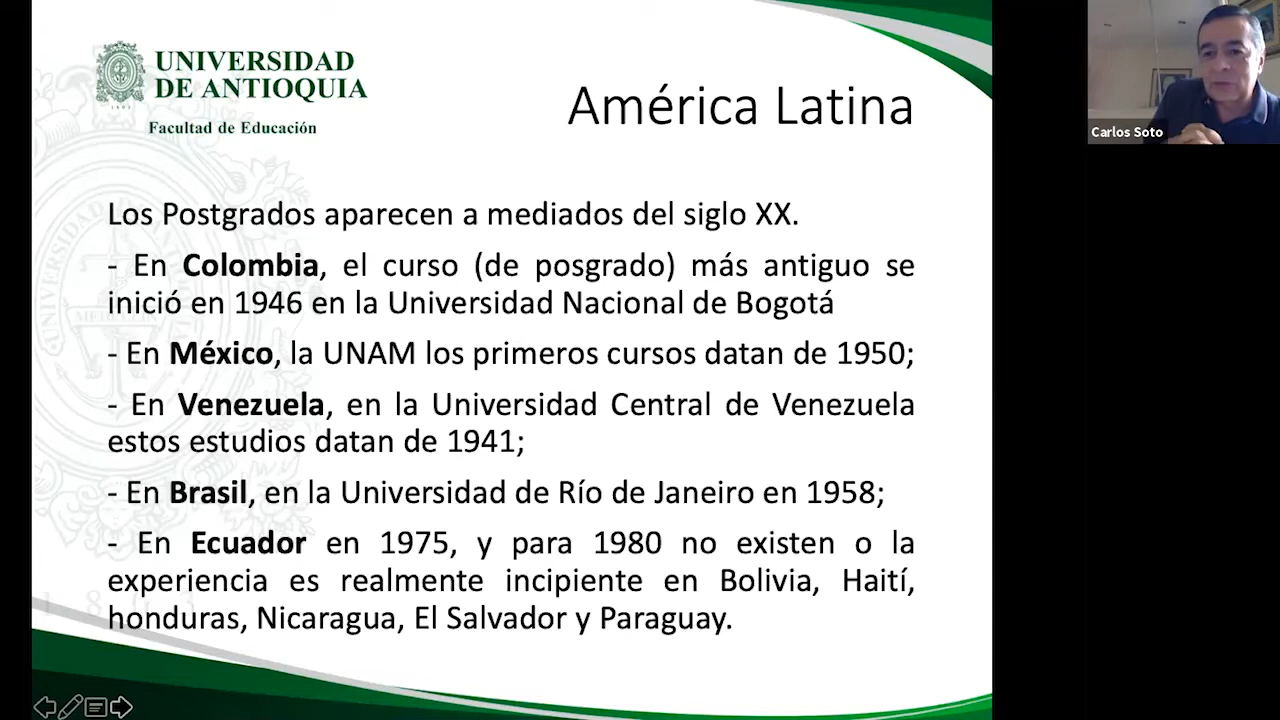 UNIVERSIDAD
DE ANTIOQUIA
1803
Facultad de Educación
América Latina
Carlos Soto
Los Postgrados aparecen a mediados del siglo XX.
- En Colombia, el curso (de posgrado) más antiguo se
inició en 1946 en la Universidad Nacional de Bogotá
- En México, la UNAM los primeros cursos datan de 1950;
- En Venezuela, en la Universidad Central de Venezuela
estos estudios datan de 1941;
- En Brasil, en la Universidad de Río de Janeiro en 1958;
- En Ecuador en 1975, y para 1980 no existen o la
experiencia es realmente incipiente en Bolivia, Haití,
honduras, Nicaragua, El Salvador y Paraguay.